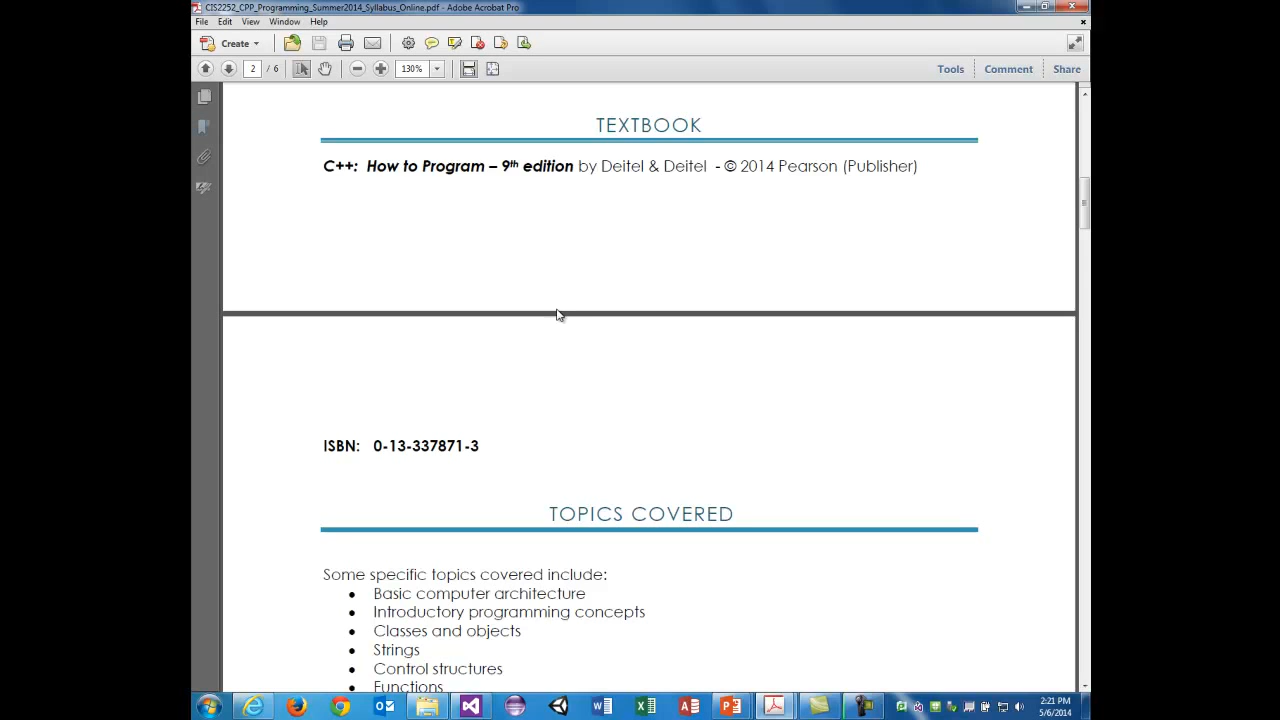 CIS2252_CPP_Programming_Summer2014_Syllabus_Online.pdf - Adobe Acrobat Pro
File Edit View Window Help
Create
2 / 6 130% Tools Comment Share
TEXTBOOK
C++: How to Program – 9th edition by Deitel & Deitel - © 2014 Pearson (Publisher)
ISBN: 0-13-337871-3
TOPICS COVERED
Some specific topics covered include:
• Basic computer architecture
• Introductory programming concepts
• Classes and objects
• Strings
• Control structures
• Functions
2:21 PM
5/6/2014